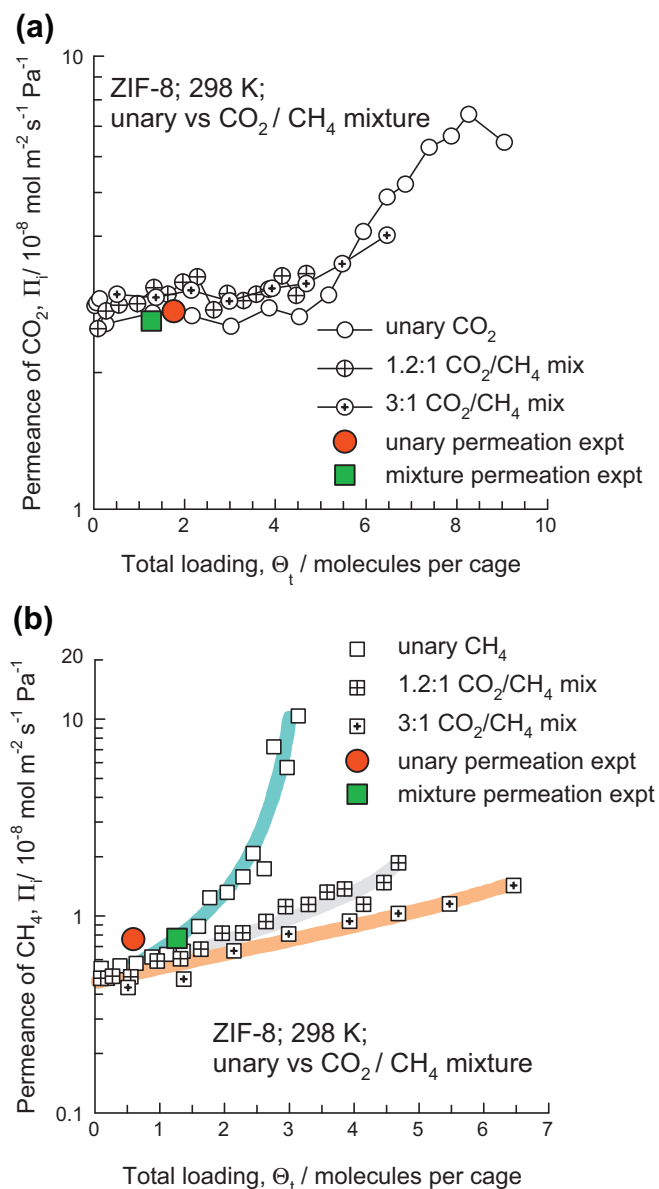 (a)
10
ZIF-8; 298 K;
unary vs CO₂ / CH₄ mixture
Permeance of CO₂, Πᵢ/ 10⁻⁸ mol m⁻² s⁻¹ Pa⁻¹
unary CO₂
1.2:1 CO₂/CH₄ mix
3:1 CO₂/CH₄ mix
unary permeation expt
mixture permeation expt
1
0 2 4 6 8 10
Total loading, Θₜ / molecules per cage
(b)
20
unary CH₄
1.2:1 CO₂/CH₄ mix
10
3:1 CO₂/CH₄ mix
unary permeation expt
mixture permeation expt
Permeance of CH₄, Πᵢ/ 10⁻⁸ mol m⁻² s⁻¹ Pa⁻¹
1
ZIF-8; 298 K;
unary vs CO₂ / CH₄ mixture
0.1
0 1 2 3 4 5 6 7
Total loading, Θₜ / molecules per cage